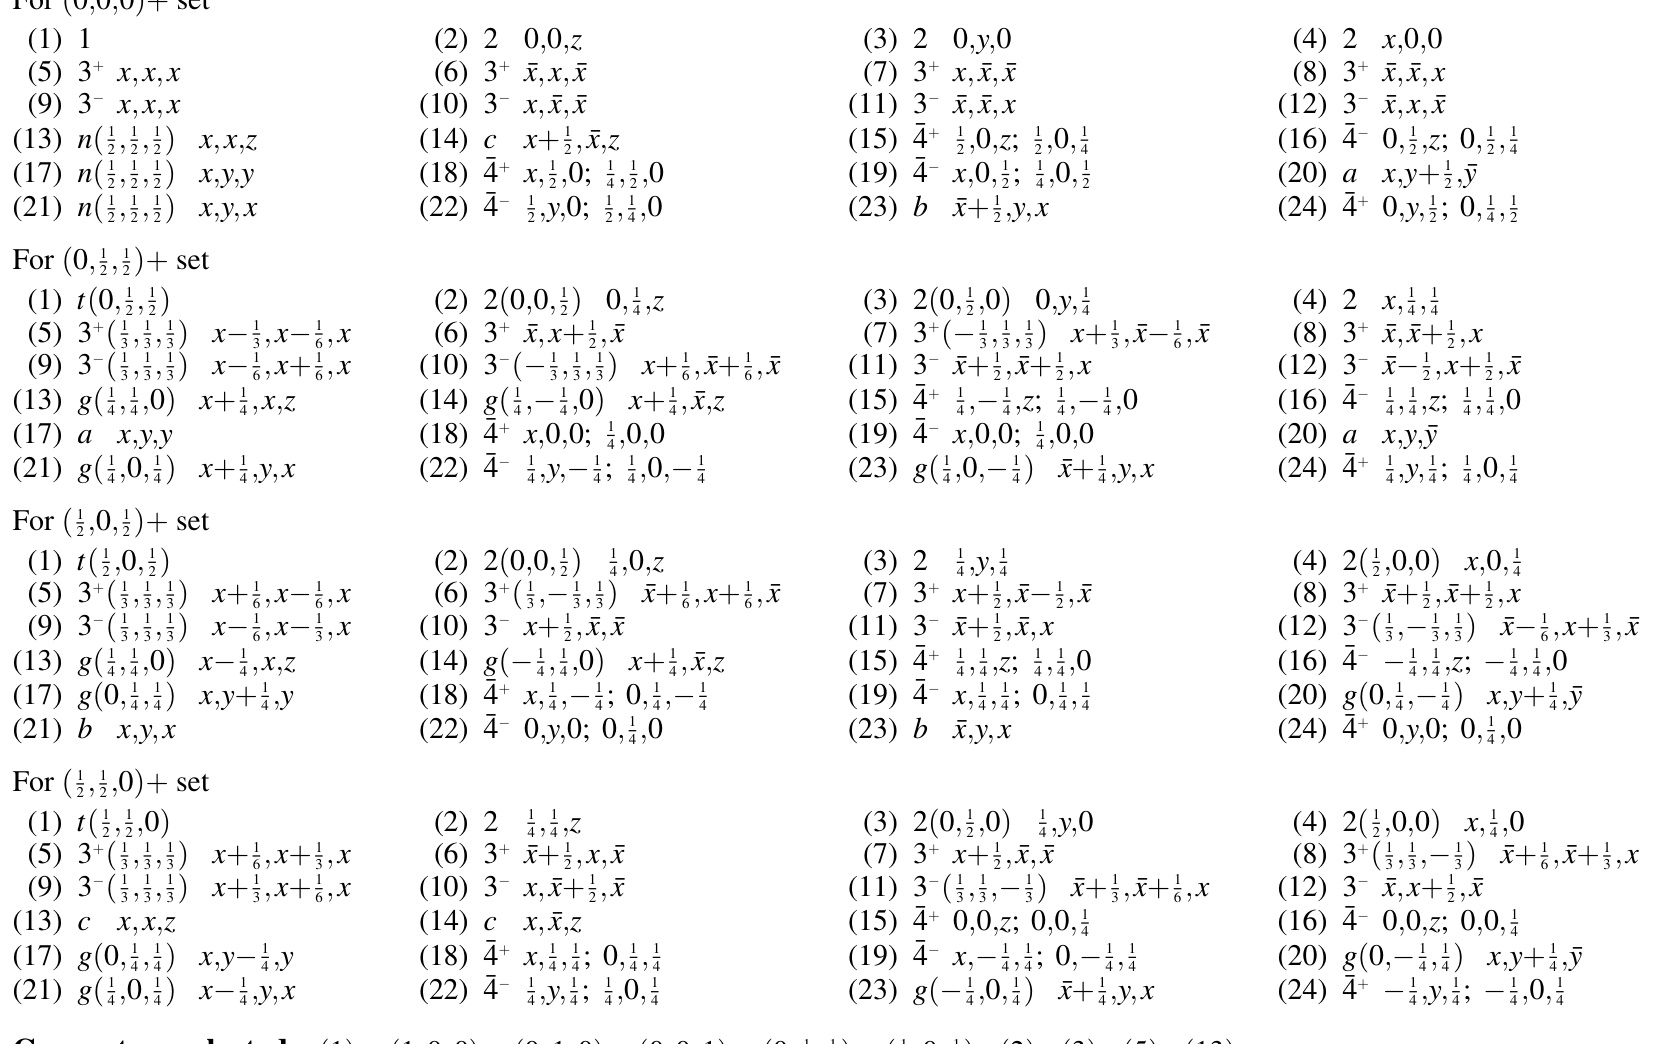 For (0,0,0)+ set
(1) 1 (2) 2 0,0,z (3) 2 0,y,0 (4) 2 x,0,0
(5) 3⁺ x,x,x (6) 3⁺ x̄,x,x̄ (7) 3⁺ x,x̄,x̄ (8) 3⁺ x̄,x̄,x
(9) 3⁻ x,x,x (10) 3⁻ x,x̄,x̄ (11) 3⁻ x̄,x̄,x (12) 3⁻ x̄,x,x̄
(13) n(½,½,½) x,x,z (14) c x+½,x̄,z (15) 4̄⁺ ½,0,z; ½,0,¼ (16) 4̄⁻ 0,½,z; 0,½,¼
(17) n(½,½,½) x,y,y (18) 4̄⁺ x,½,0; ¼,½,0 (19) 4̄⁻ x,0,½; ¼,0,½ (20) a x,y+½,ȳ
(21) n(½,½,½) x,y,x (22) 4̄⁻ ½,y,0; ½,¼,0 (23) b x̄+½,y,x (24) 4̄⁺ 0,y,½; 0,¼,½
For (0,½,½)+ set
(1) t(0,½,½) (2) 2(0,0,½) 0,¼,z (3) 2(0,½,0) 0,y,¼ (4) 2 x,¼,¼
(5) 3⁺(⅓,⅓,⅓) x−⅓,x−⅙,x (6) 3⁺ x̄,x+½,x̄ (7) 3⁺(−⅓,⅓,⅓) x+⅓,x̄−⅙,x̄ (8) 3⁺ x̄,x̄+½,x
(9) 3⁻(⅓,⅓,⅓) x−⅙,x+⅙,x (10) 3⁻(−⅓,⅓,⅓) x+⅙,x̄+⅙,x̄ (11) 3⁻ x̄+½,x̄+½,x (12) 3⁻ x̄−½,x+½,x̄
(13) g(¼,¼,0) x+¼,x,z (14) g(¼,−¼,0) x+¼,x̄,z (15) 4̄⁺ ¼,−¼,z; ¼,−¼,0 (16) 4̄⁻ ¼,¼,z; ¼,¼,0
(17) a x,y,y (18) 4̄⁺ x,0,0; ¼,0,0 (19) 4̄⁻ x,0,0; ¼,0,0 (20) a x,y,ȳ
(21) g(¼,0,¼) x+¼,y,x (22) 4̄⁻ ¼,y,−¼; ¼,0,−¼ (23) g(¼,0,−¼) x̄+¼,y,x (24) 4̄⁺ ¼,y,¼; ¼,0,¼
For (½,0,½)+ set
(1) t(½,0,½) (2) 2(0,0,½) ¼,0,z (3) 2 ¼,y,¼ (4) 2(½,0,0) x,0,¼
(5) 3⁺(⅓,⅓,⅓) x+⅙,x−⅙,x (6) 3⁺(⅓,−⅓,⅓) x̄+⅙,x+⅙,x̄ (7) 3⁺ x+½,x̄−½,x̄ (8) 3⁺ x̄+½,x̄+½,x
(9) 3⁻(⅓,⅓,⅓) x−⅙,x−⅓,x (10) 3⁻ x+½,x̄,x̄ (11) 3⁻ x̄+½,x̄,x (12) 3⁻(⅓,−⅓,⅓) x̄−⅙,x+⅓,x̄
(13) g(¼,¼,0) x−¼,x,z (14) g(−¼,¼,0) x+¼,x̄,z (15) 4̄⁺ ¼,¼,z; ¼,¼,0 (16) 4̄⁻ −¼,¼,z; −¼,¼,0
(17) g(0,¼,¼) x,y+¼,y (18) 4̄⁺ x,¼,−¼; 0,¼,−¼ (19) 4̄⁻ x,¼,¼; 0,¼,¼ (20) g(0,¼,−¼) x,y+¼,ȳ
(21) b x,y,x (22) 4̄⁻ 0,y,0; 0,¼,0 (23) b x̄,y,x (24) 4̄⁺ 0,y,0; 0,¼,0
For (½,½,0)+ set
(1) t(½,½,0) (2) 2 ¼,¼,z (3) 2(0,½,0) ¼,y,0 (4) 2(½,0,0) x,¼,0
(5) 3⁺(⅓,⅓,⅓) x+⅙,x+⅓,x (6) 3⁺ x̄+½,x,x̄ (7) 3⁺ x+½,x̄,x̄ (8) 3⁺(⅓,⅓,−⅓) x̄+⅙,x̄+⅓,x
(9) 3⁻(⅓,⅓,⅓) x+⅓,x+⅙,x (10) 3⁻ x,x̄+½,x̄ (11) 3⁻(⅓,⅓,−⅓) x̄+⅓,x̄+⅙,x (12) 3⁻ x̄,x+½,x̄
(13) c x,x,z (14) c x,x̄,z (15) 4̄⁺ 0,0,z; 0,0,¼ (16) 4̄⁻ 0,0,z; 0,0,¼
(17) g(0,¼,¼) x,y−¼,y (18) 4̄⁺ x,¼,¼; 0,¼,¼ (19) 4̄⁻ x,−¼,¼; 0,−¼,¼ (20) g(0,−¼,¼) x,y+¼,ȳ
(21) g(¼,0,¼) x−¼,y,x (22) 4̄⁻ ¼,y,¼; ¼,0,¼ (23) g(−¼,0,¼) x̄+¼,y,x (24) 4̄⁺ −¼,y,¼; −¼,0,¼